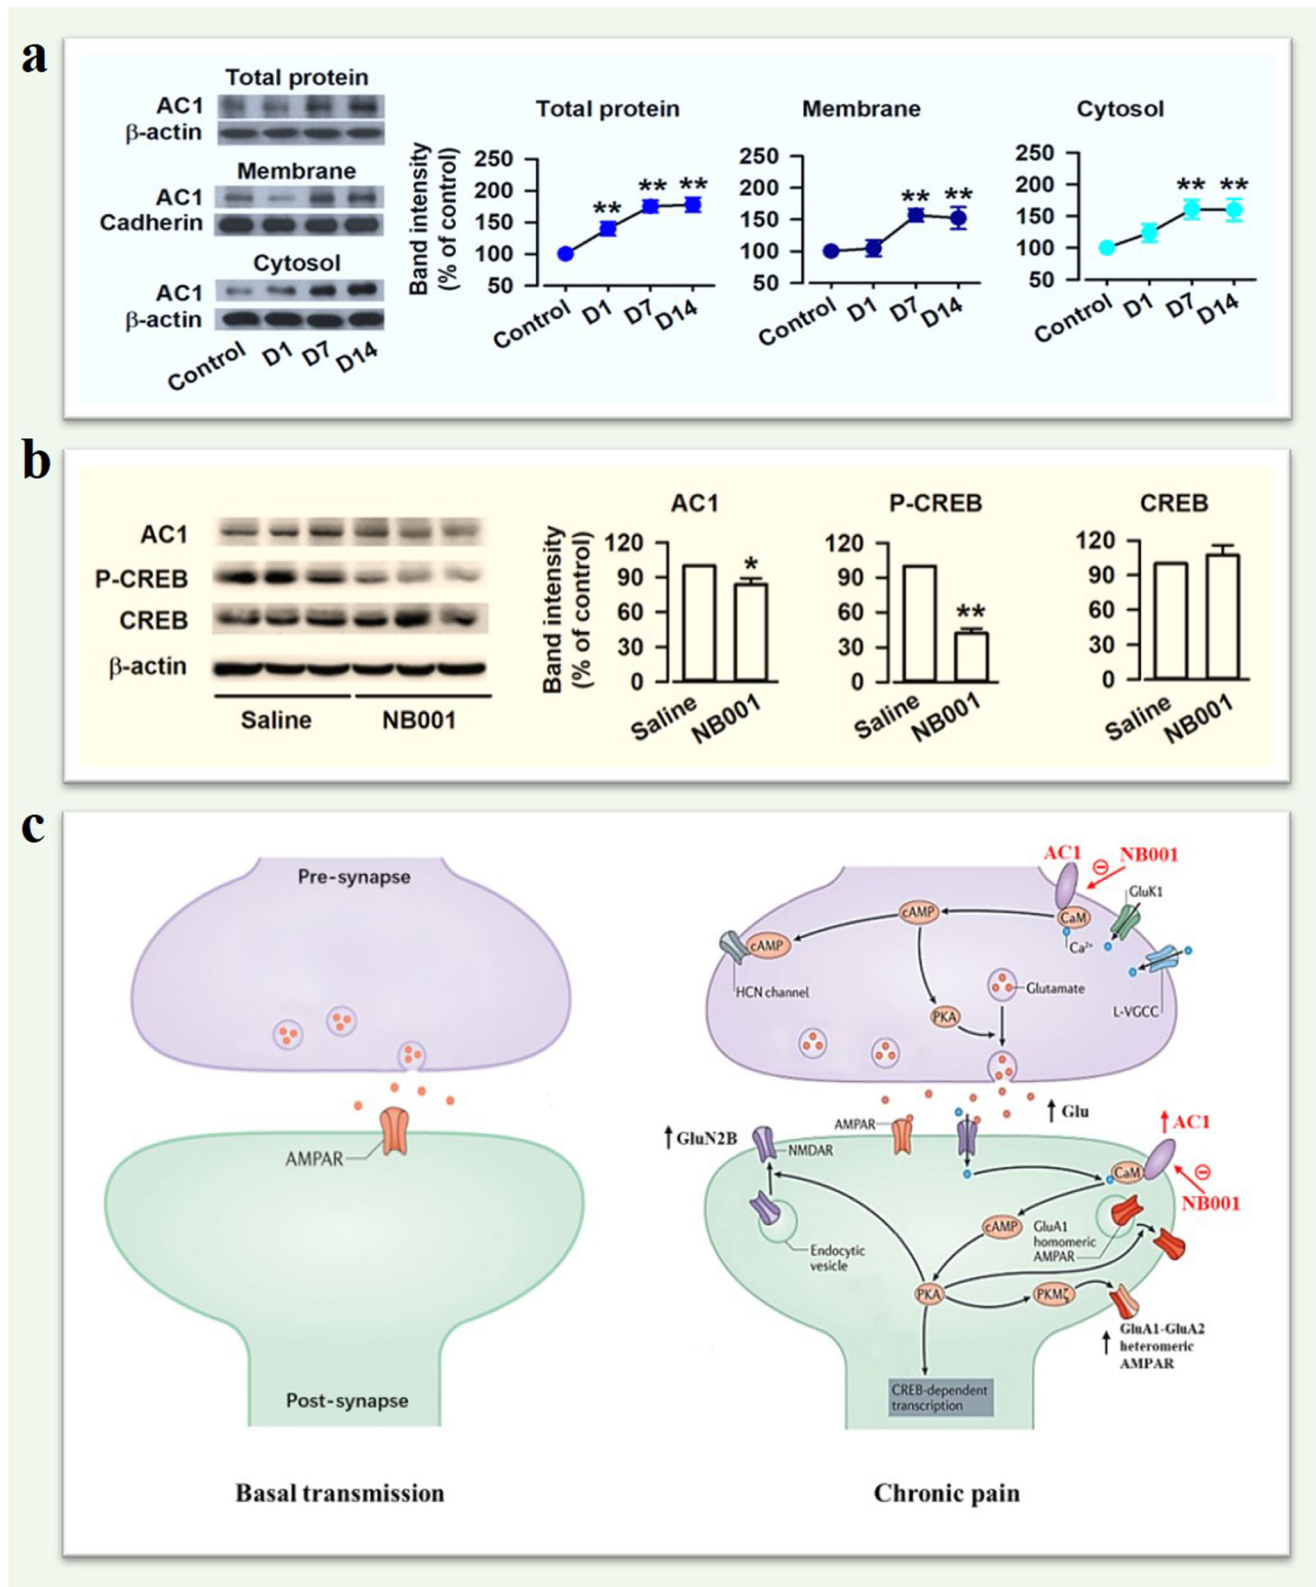 a
Total protein
AC1
β-actin
Membrane
AC1
Cadherin
Cytosol
AC1
β-actin
Control D1 D7 D14
Band intensity
(% of control)
Total protein
250
200
150
100
50
** ** **
Control D1 D7 D14
Membrane
250
200
150
100
50
** **
Control D1 D7 D14
Cytosol
250
200
150
100
50
** **
Control D1 D7 D14
b
AC1
P-CREB
CREB
β-actin
Saline NB001
Band intensity
(% of control)
AC1
120
90
60
30
0
*
Saline NB001
P-CREB
120
90
60
30
0
**
Saline NB001
CREB
120
90
60
30
0
Saline NB001
c
Pre-synapse
AMPAR
Post-synapse
Basal transmission
AC1 NB001
GluK1
cAMP
CaM
Ca²⁺
cAMP
HCN channel
Glutamate
L-VGCC
PKA
↑ Glu
↑ GluN2B
AMPAR
↑ AC1
NMDAR
CaM
NB001
cAMP
GluA1
homomeric
AMPAR
Endocytic
vesicle
PKA
PKMζ
↑ GluA1-GluA2
heteromeric
AMPAR
CREB-dependent
transcription
Chronic pain